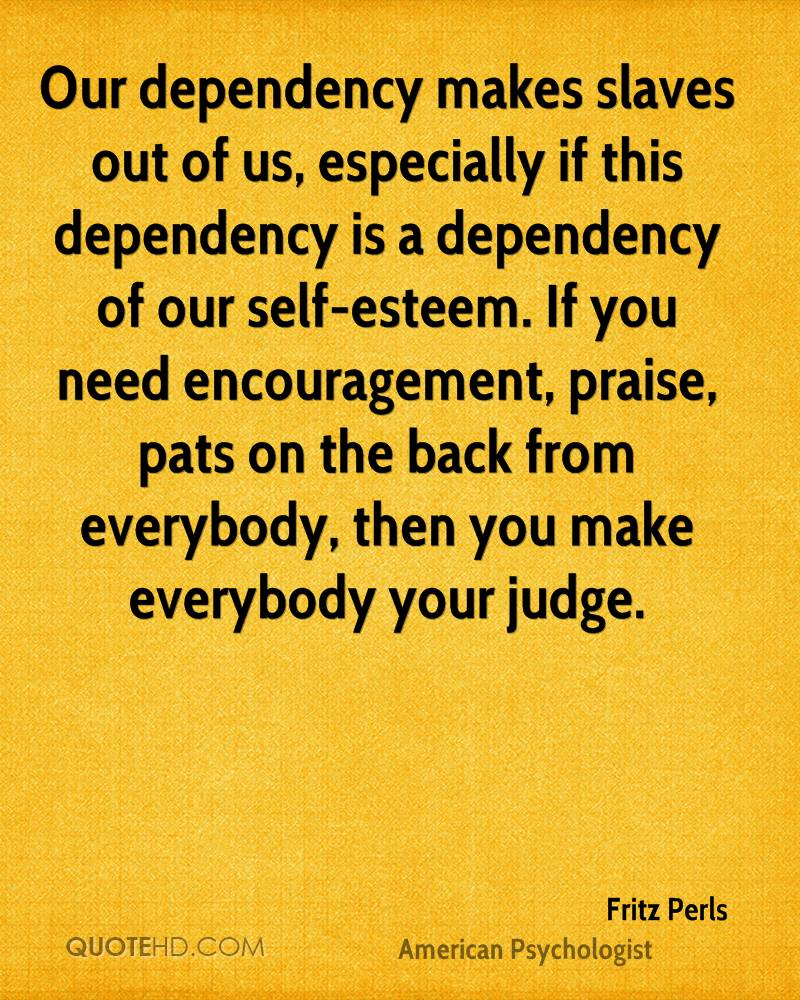 Our dependency makes slaves
out of us, especially if this
dependency is a dependency
of our self-esteem. If you
need encouragement, praise,
pats on the back from
everybody, then you make
everybody your judge.
Fritz Perls
QUOTEHD.COM
American Psychologist